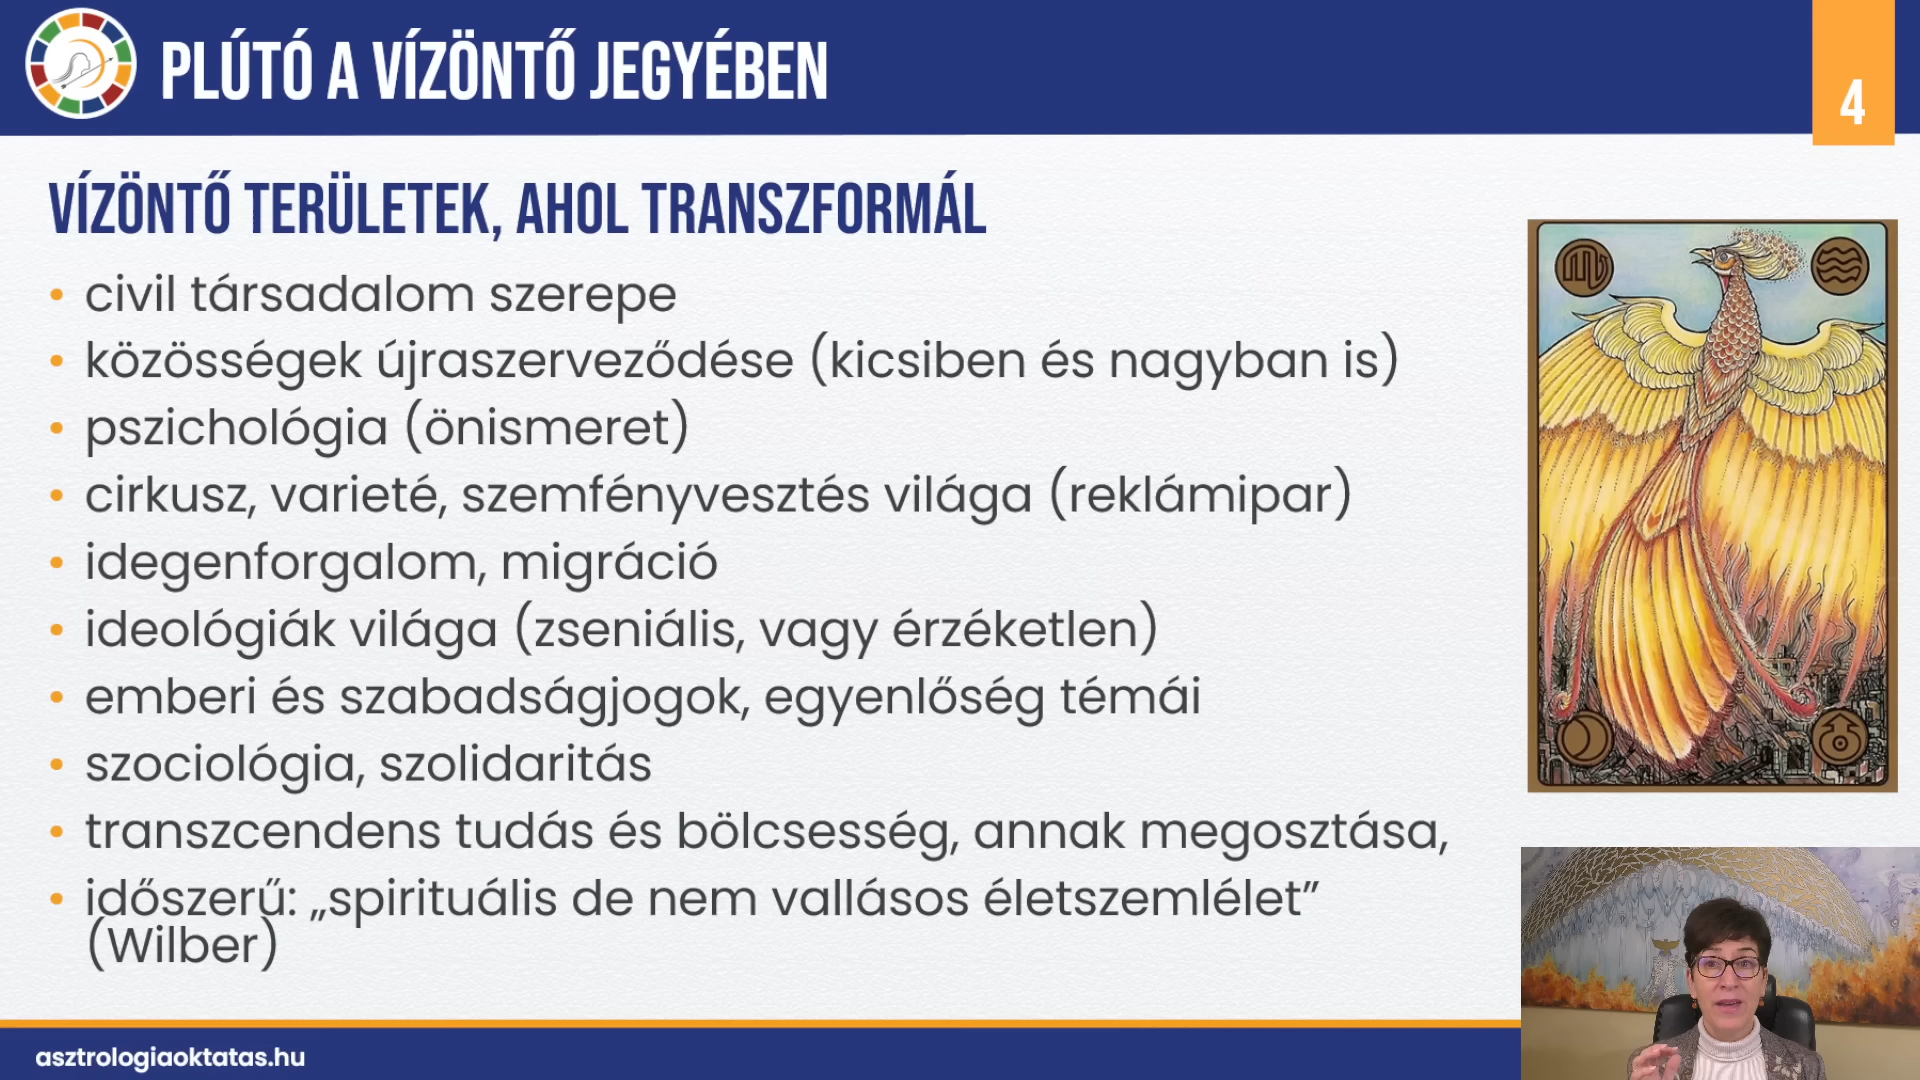 PLÚTÓ A VÍZÖNTŐ JEGYÉBEN
4
VÍZÖNTŐ TERÜLETEK, AHOL TRANSZFORMÁL
• civil társadalom szerepe
• közösségek újraszerveződése (kicsiben és nagyban is)
• pszichológia (önismeret)
• cirkusz, varieté, szemfényvesztés világa (reklámipar)
• idegenforgalom, migráció
• ideológiák világa (zseniális, vagy érzéketlen)
• emberi és szabadságjogok, egyenlőség témái
• szociológia, szolidaritás
• transzcendens tudás és bölcsesség, annak megosztása,
• időszerű: „spirituális de nem vallásos életszemlélet”
(Wilber)
asztrologiaoktatas.hu